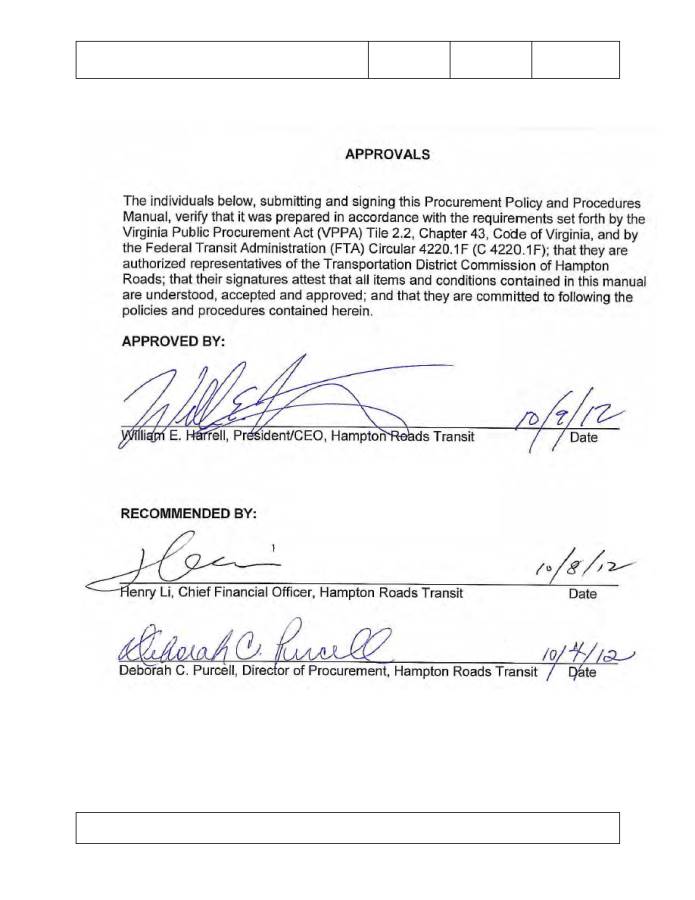 APPROVALS
The individuals below, submitting and signing this Procurement Policy and Procedures
Manual, verify that it was prepared in accordance with the requirements set forth by the
Virginia Public Procurement Act (VPPA) Tile 2.2, Chapter 43, Code of Virginia, and by
the Federal Transit Administration (FTA) Circular 4220.1F (C 4220.1F); that they are
authorized representatives of the Transportation District Commission of Hampton
Roads; that their signatures attest that all items and conditions contained in this manual
are understood, accepted and approved; and that they are committed to following the
policies and procedures contained herein.
APPROVED BY:
10/9/12
William E. Harrell, President/CEO, Hampton Roads Transit Date
RECOMMENDED BY:
10/8/12
Henry Li, Chief Financial Officer, Hampton Roads Transit Date
Deborah C. Purcell 10/4/12
Deborah C. Purcell, Director of Procurement, Hampton Roads Transit Date